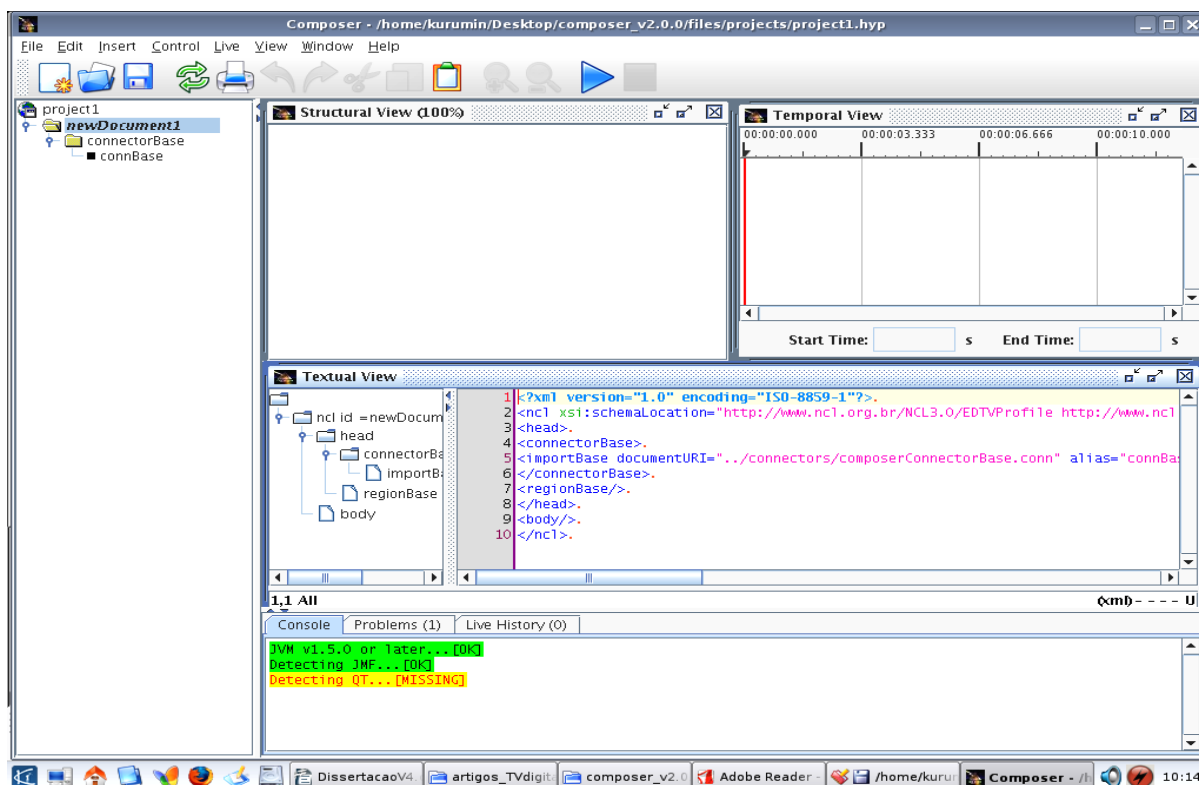 Composer - /home/kurumin/Desktop/composer_v2.0.0/files/projects/project1.hyp
File Edit Insert Control Live View Window Help
project1
newDocument1
connectorBase
connBase
Structural View (100%)
Temporal View
00:00:00.000 00:00:03.333 00:00:06.666 00:00:10.000
Start Time: s End Time: s
Textual View
ncl id =newDocum
head
connectorBa
importB
regionBase
body
1 <?xml version="1.0" encoding="ISO-8859-1"?>.
2 <ncl xsi:schemaLocation="http://www.ncl.org.br/NCL3.0/EDTVProfile http://www.ncl
3 <head>.
4 <connectorBase>.
5 <importBase documentURI="../connectors/composerConnectorBase.conn" alias="connBas
6 </connectorBase>.
7 <regionBase/>.
8 </head>.
9 <body/>.
10 </ncl>.
1,1 All (xml) - - - - U
Console Problems (1) Live History (0)
JVM v1.5.0 or later...[OK]
Detecting JMF...[OK]
Detecting QT...[MISSING]
DissertacaoV4. artigos_TVdigita composer_v2.0 Adobe Reader - /home/kurur Composer - /h 10:14